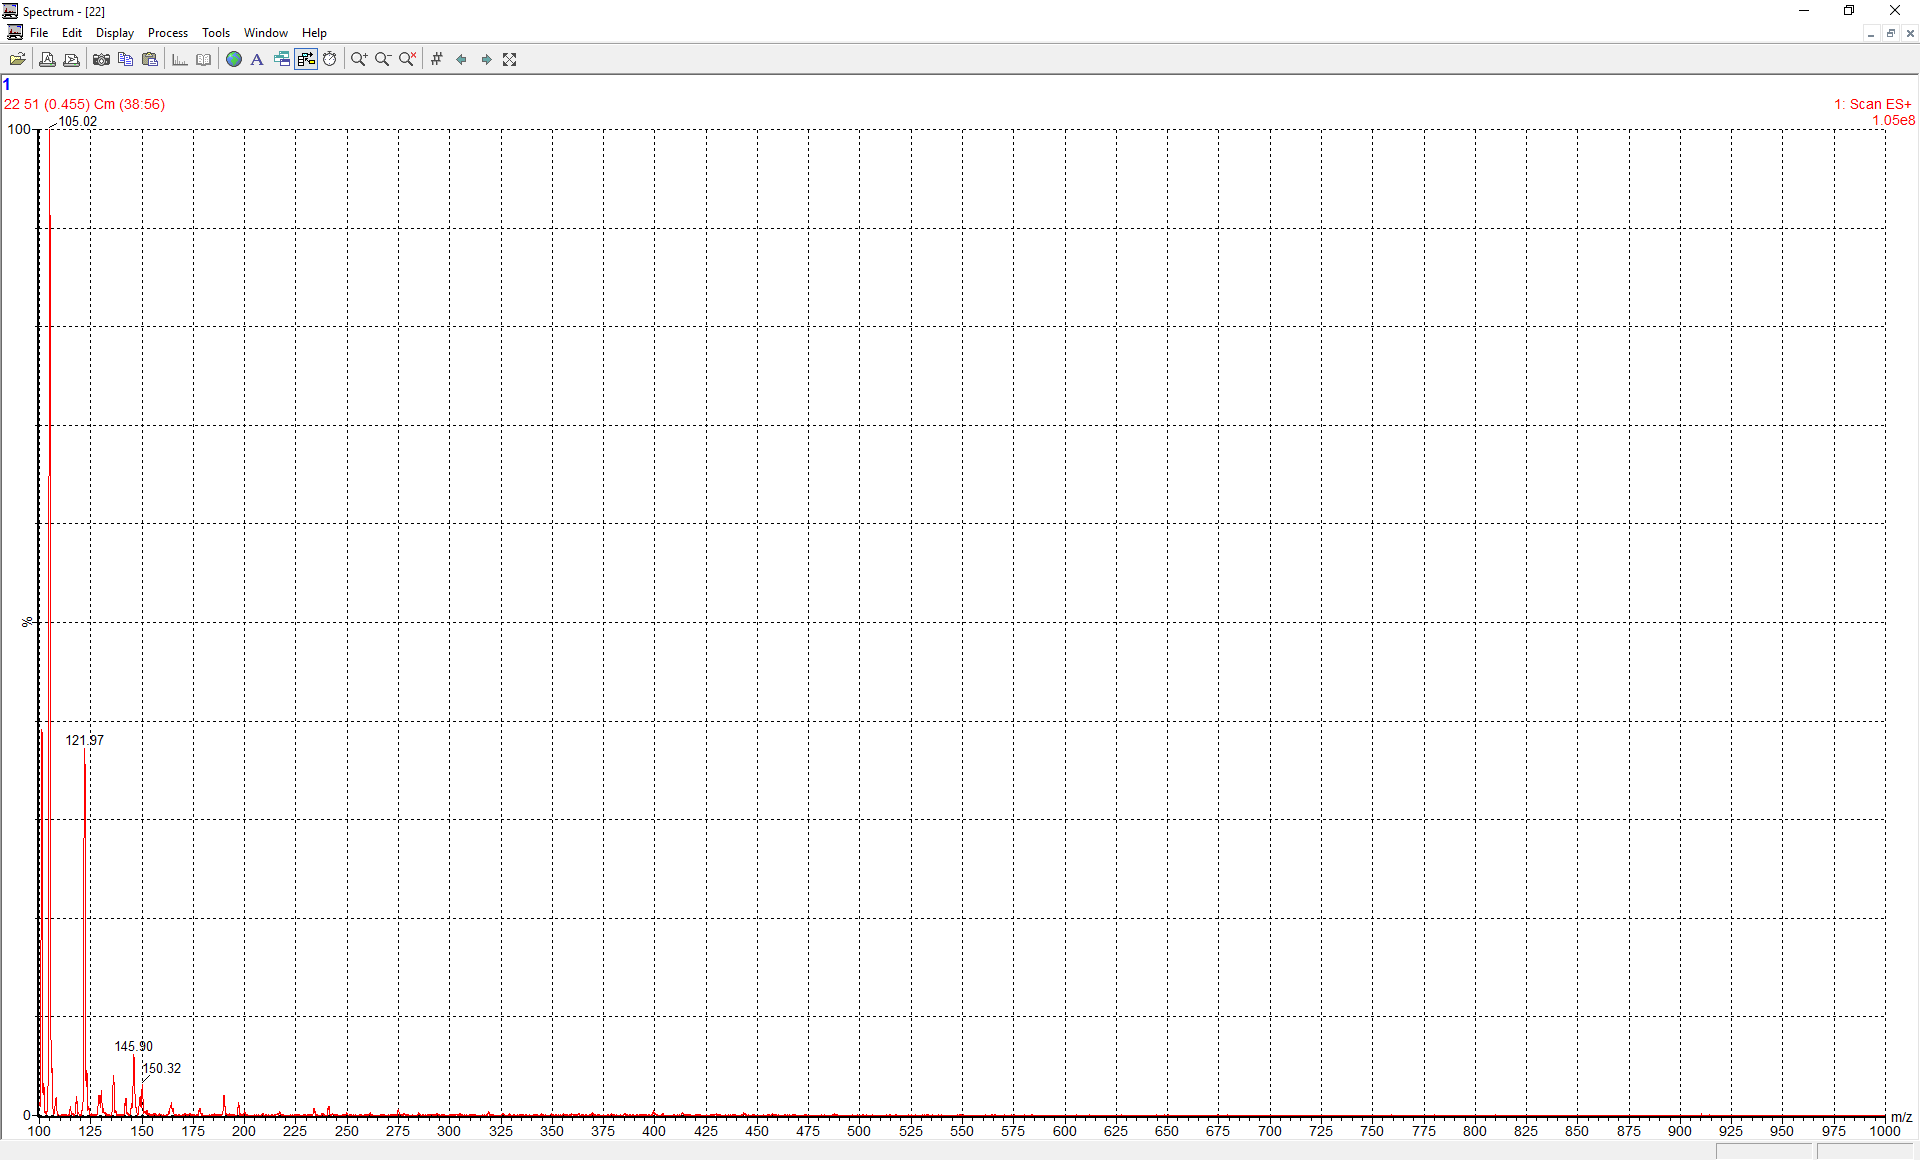 Spectrum - [22]
File Edit Display Process Tools Window Help
1
22 51 (0.455) Cm (38:56)
1: Scan ES+
1.05e8
100
105.02
%
121.97
145.90
150.32
0
m/z
100 125 150 175 200 225 250 275 300 325 350 375 400 425 450 475 500 525 550 575 600 625 650 675 700 725 750 775 800 825 850 875 900 925 950 975 1000